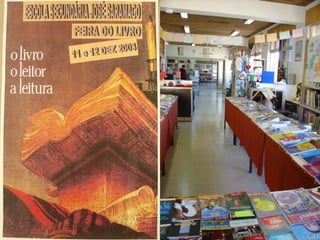 ESCOLA SECUNDÁRIA JOSÉ SARAMAGO
FEIRA DO LIVRO
11 e 12 DEZ. 2003
o livro
o leitor
a leitura